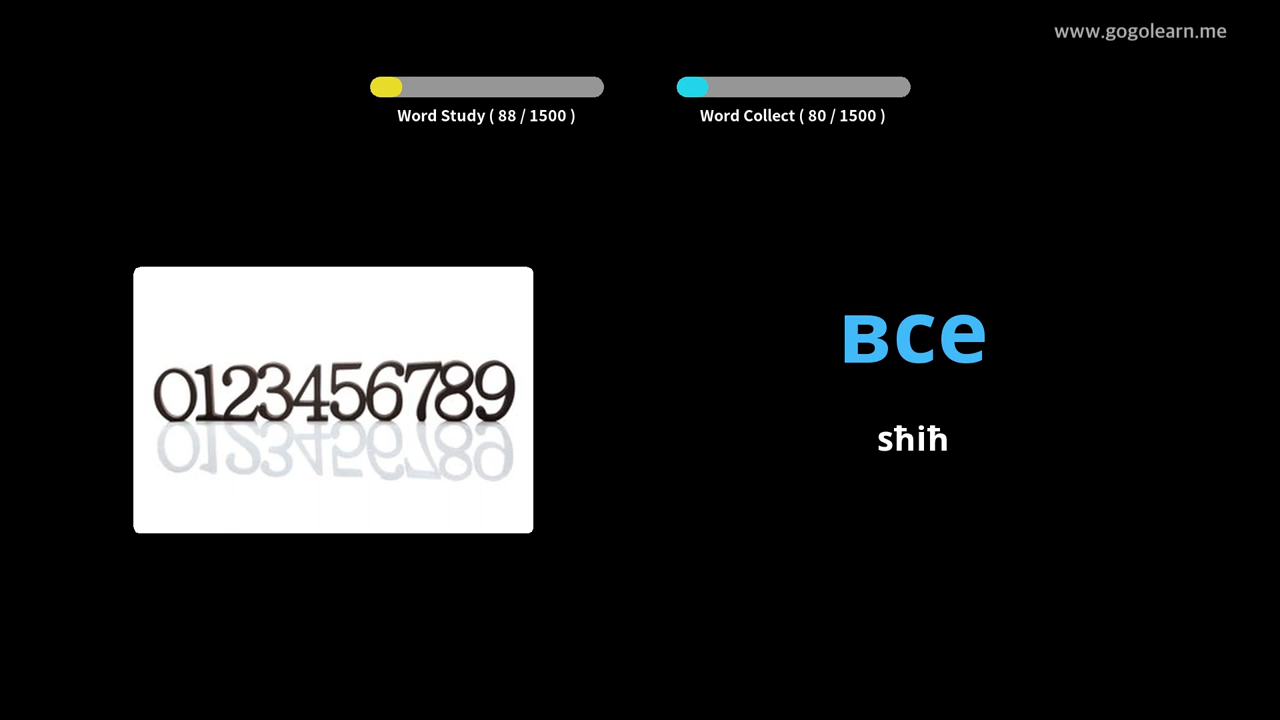 www.gogolearn.me
Word Study ( 88 / 1500 )
Word Collect ( 80 / 1500 )
0123456789
все
sħiħ